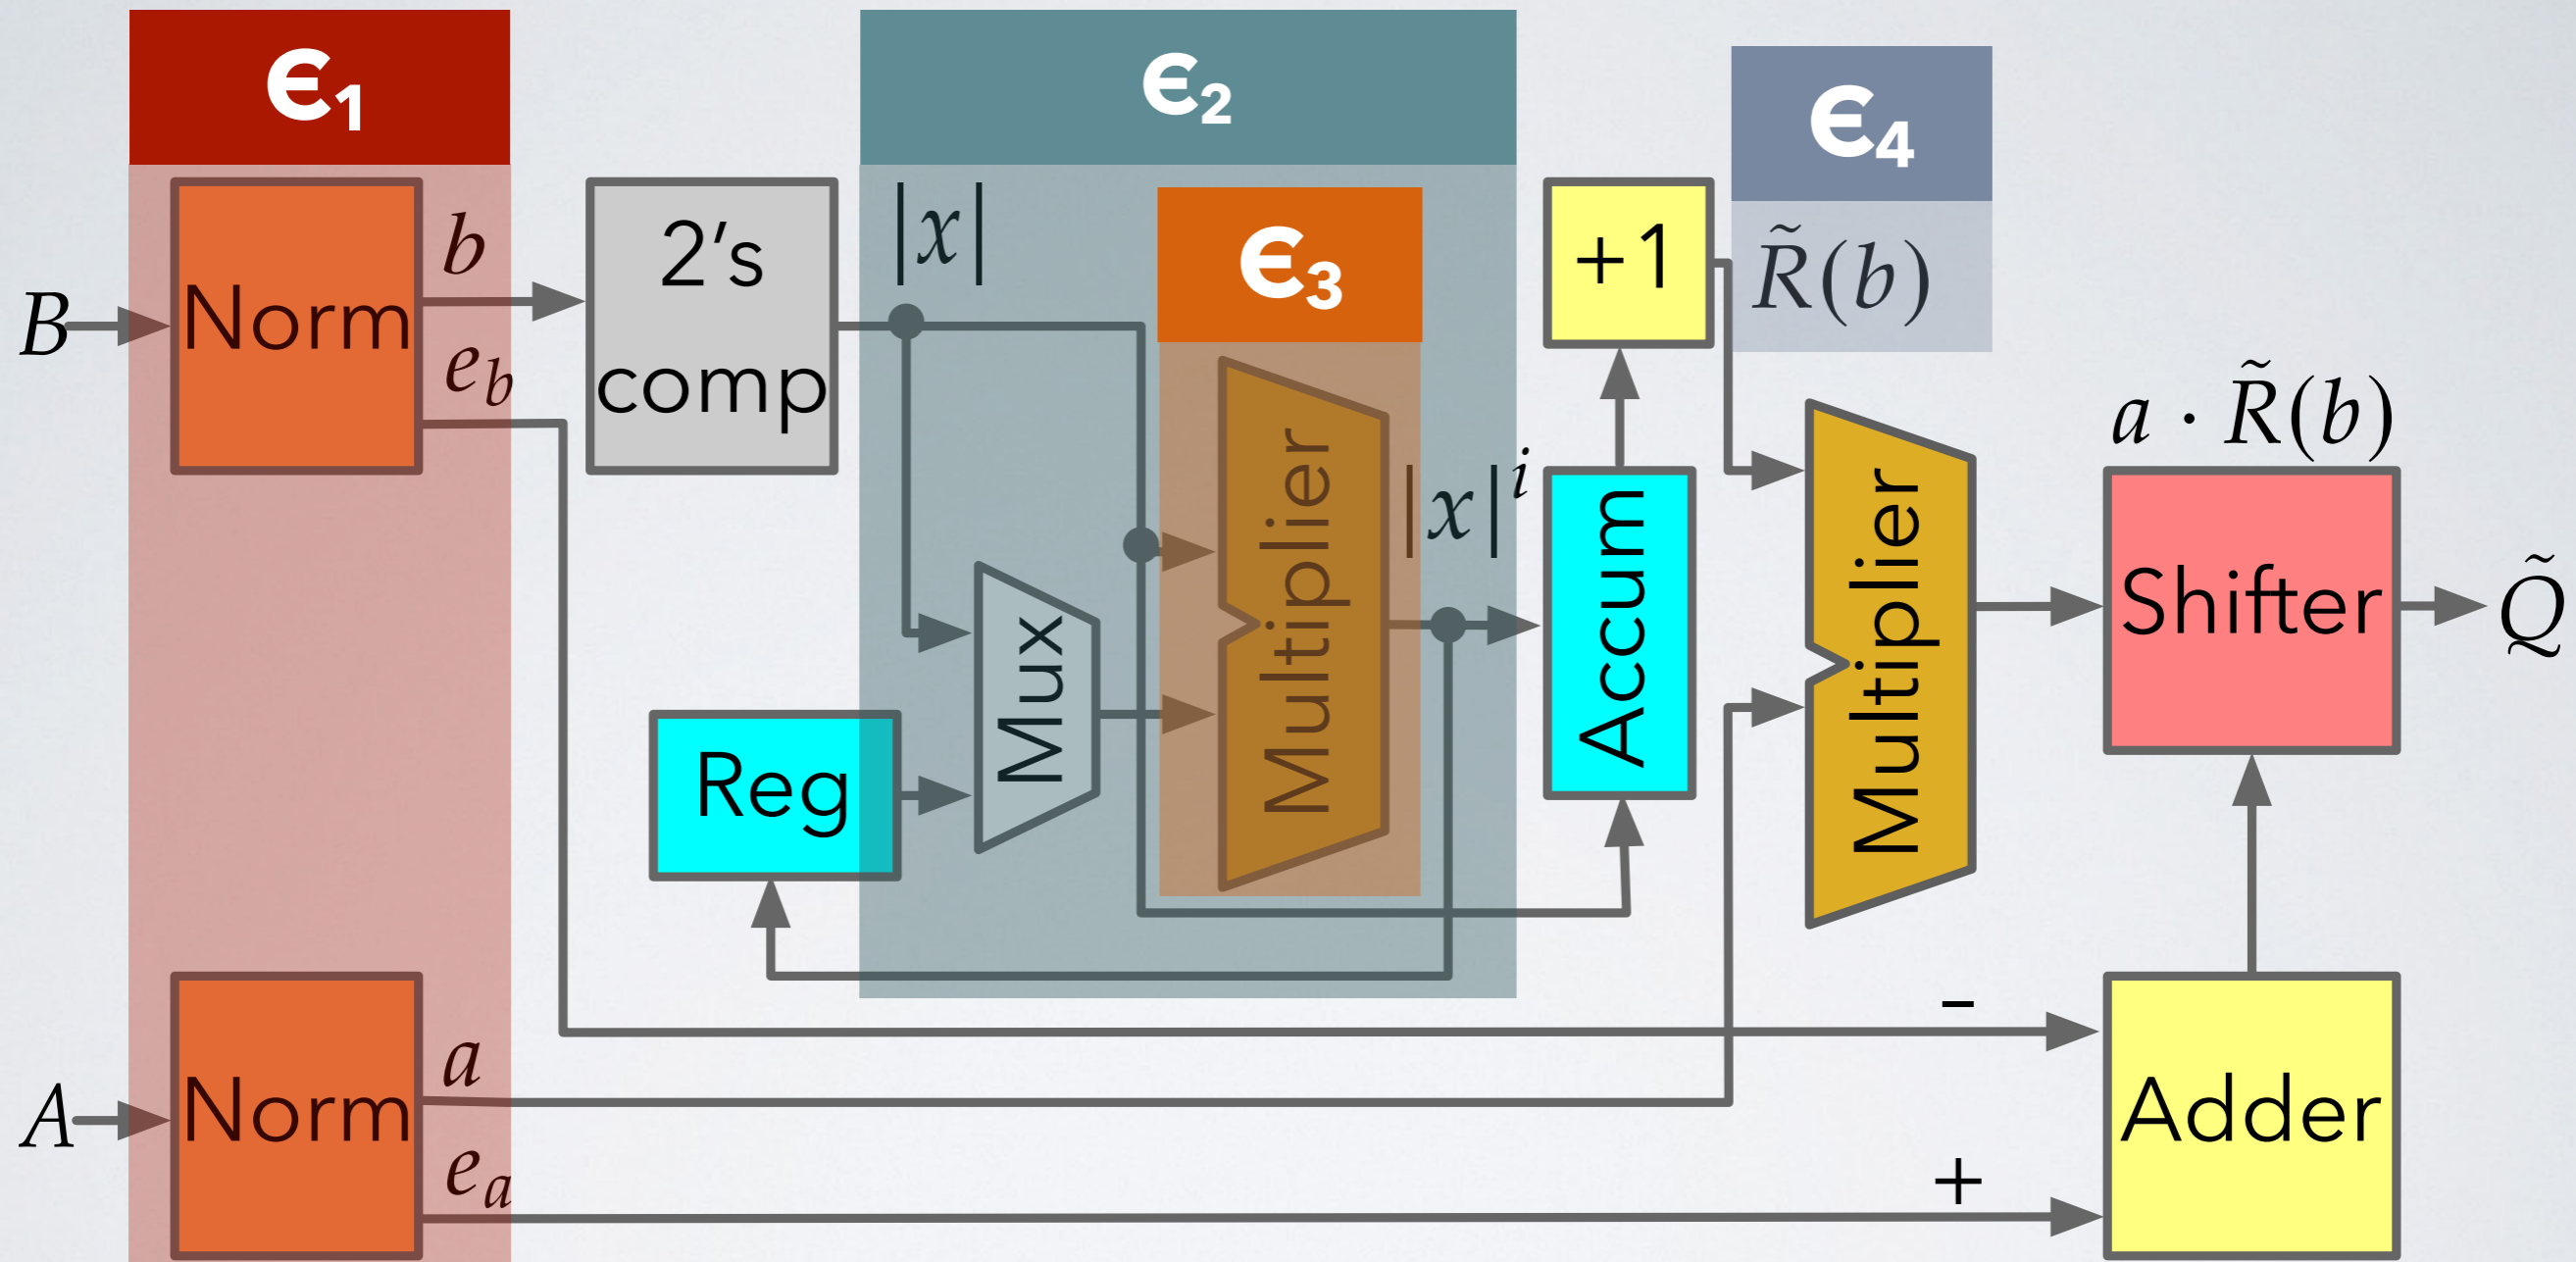 ϵ₁
ϵ₂
ϵ₄
ϵ₃
B
Norm
b
e_b
2's
comp
|x|
+1
R̃(b)
Mux
Reg
Multiplier
|x|ⁱ
Accum
Multiplier
a · R̃(b)
Shifter
Q̃
A
Norm
a
e_a
-
+
Adder